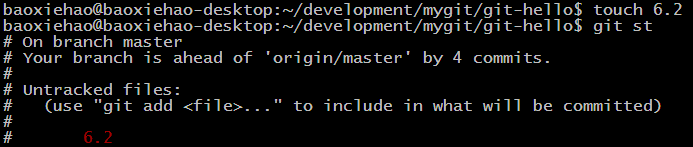 baoxiehao@baoxiehao-desktop:~/development/mygit/git-hello$ touch 6.2
baoxiehao@baoxiehao-desktop:~/development/mygit/git-hello$ git st
# On branch master
# Your branch is ahead of 'origin/master' by 4 commits.
#
# Untracked files:
#   (use "git add <file>..." to include in what will be committed)
#
#       6.2